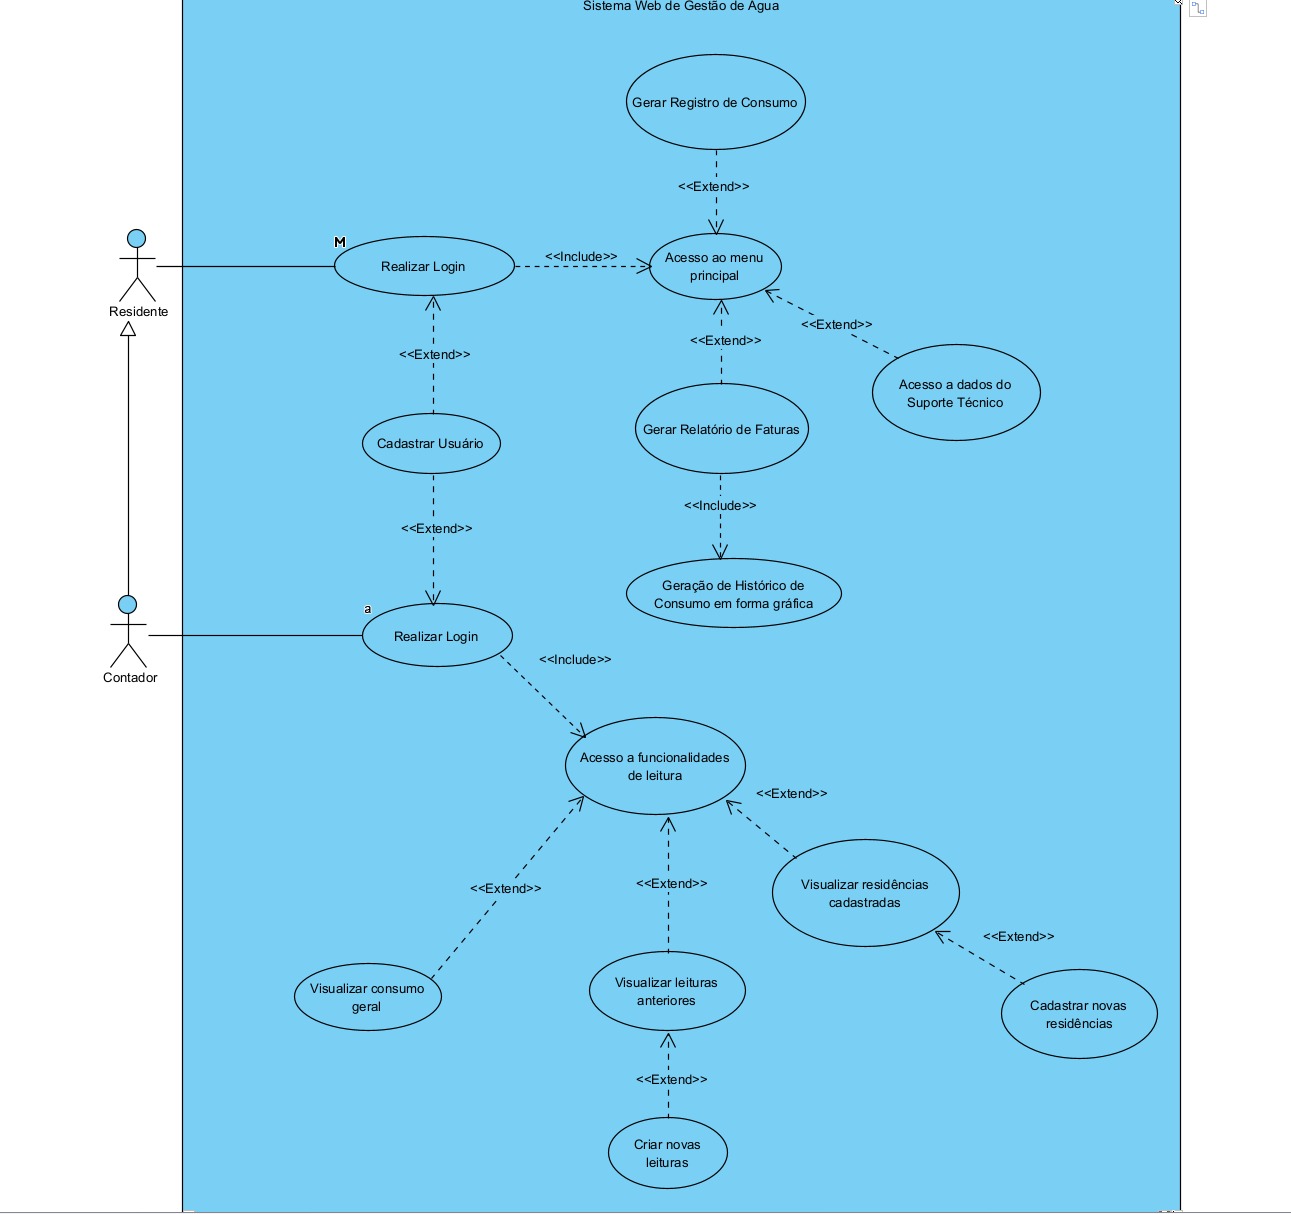 Sistema Web de Gestão de Agua
Gerar Registro de Consumo
<<Extend>>
M
Realizar Login
<<Include>>
Acesso ao menu
principal
Residente
<<Extend>>
<<Extend>>
<<Extend>>
Acesso a dados do
Suporte Técnico
Cadastrar Usuário
Gerar Relatório de Faturas
<<Extend>>
<<Include>>
Geração de Histórico de
Consumo em forma gráfica
a
Realizar Login
Contador
<<Include>>
Acesso a funcionalidades
de leitura
<<Extend>>
<<Extend>>
<<Extend>>
Visualizar residências
cadastradas
<<Extend>>
Visualizar consumo
geral
Visualizar leituras
anteriores
Cadastrar novas
residências
<<Extend>>
Criar novas
leituras